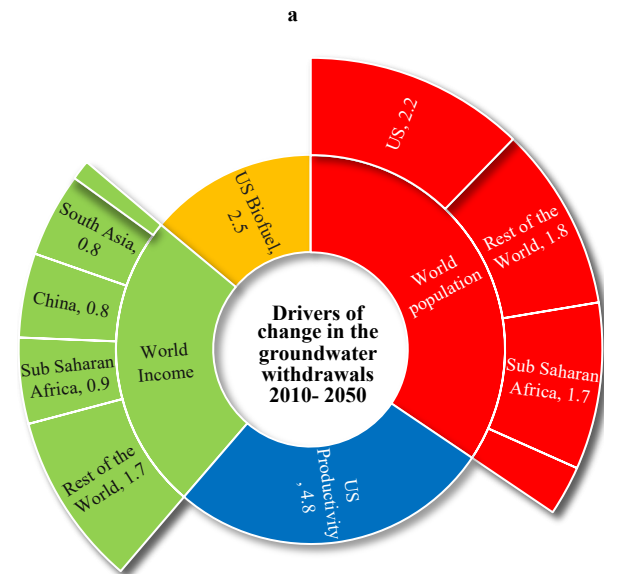 a
US, 2.2
Rest of the
World, 1.8
World
population
Sub Saharan
Africa, 1.7
US
Productivity
, 4.8
Rest of the
World, 1.7
Sub Saharan
Africa, 0.9
China, 0.8
South Asia,
0.8
World
Income
US Biofuel,
2.5
Drivers of
change in the
groundwater
withdrawals
2010- 2050